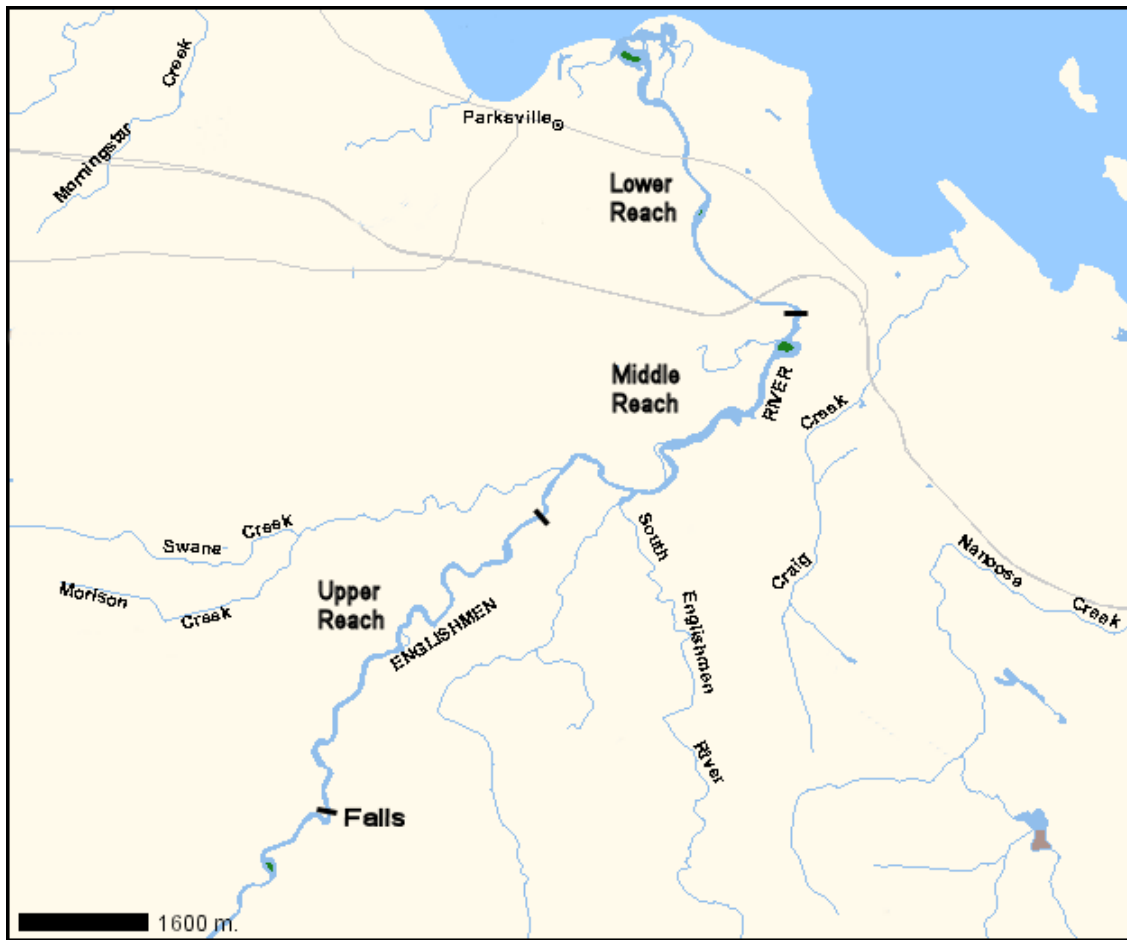 Morningstar Creek
Parksville
Lower
Reach
Middle
Reach
RIVER
Craig Creek
Swane Creek
Morison Creek
Upper
Reach
ENGLISHMEN
South Englishmen River
Nanoose Creek
Falls
1600 m.